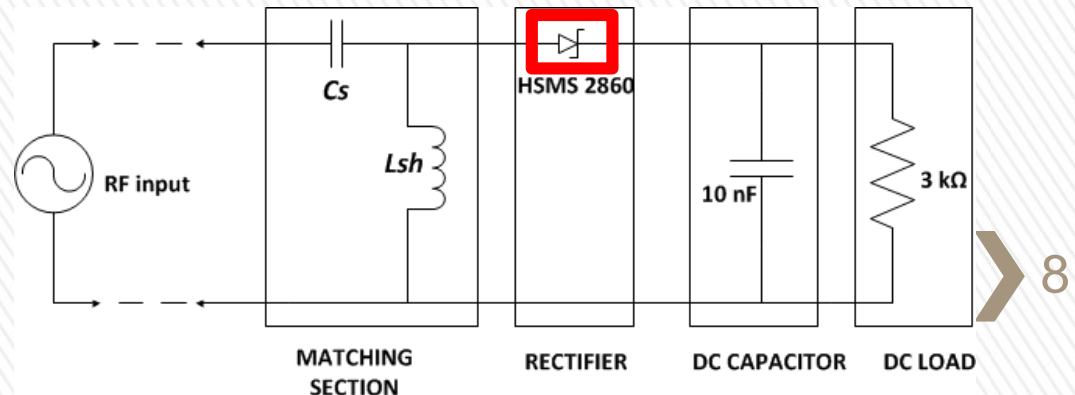 Cs
HSMS 2860
Lsh
RF input
10 nF
3 kΩ
8
MATCHING
SECTION
RECTIFIER
DC CAPACITOR
DC LOAD